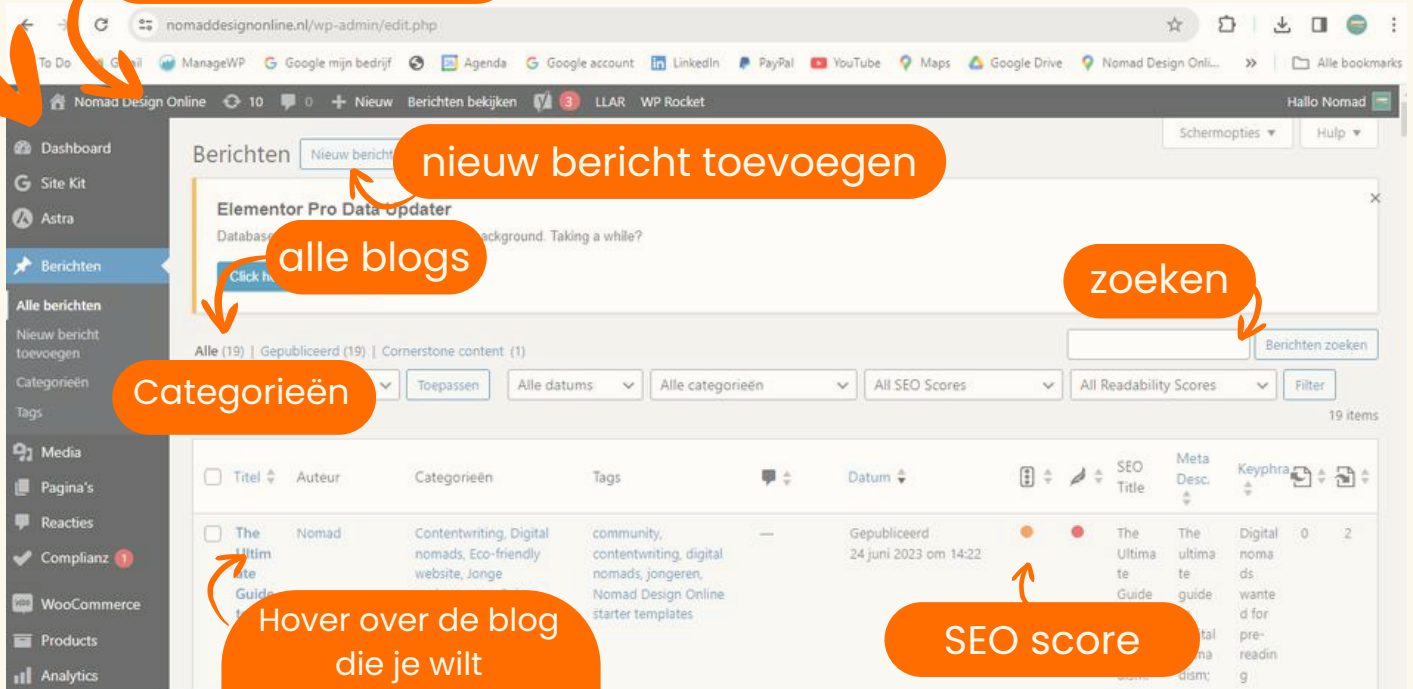 nomaddesignonline.nl/wp-admin/edit.php
To Do Gmail ManageWP Google mijn bedrijf Agenda Google account LinkedIn PayPal YouTube Maps Google Drive Nomad Design Onli... » Alle bookmarks
Nomad Design Online 10 0 + Nieuw Berichten bekijken 3 LLAR WP Rocket Hallo Nomad
Schermopties Hulp
Dashboard
Site Kit
Astra
Berichten
Alle berichten
Nieuw bericht
toevoegen
Categorieën
Tags
Media
Pagina's
Reacties
Complianz 1
WooCommerce
Products
Analytics
Berichten Nieuw bericht
nieuw bericht toevoegen
Elementor Pro Data Updater
Taking a while?
alle blogs
zoeken
Berichten zoeken
Alle (19) | Gepubliceerd (19) | Cornerstone content (1)
Categorieën
Toepassen Alle datums Alle categorieën All SEO Scores All Readability Scores Filter
19 items
Titel Auteur Categorieën Tags Datum SEO Title Meta Desc.
The
Nomad
Contentwriting, Digital
nomads, Eco-friendly
website, Jonge
community,
contentwriting, digital
nomads, jongeren,
Nomad Design Online
starter templates
—
Gepubliceerd
24 juni 2023 om 14:22
The
Ultima
te
Guide
The
ultima
te
guide
Digital
noma
ds
wante
d for
pre-
readin
g
0
2
Hover over de blog
die je wilt
SEO score